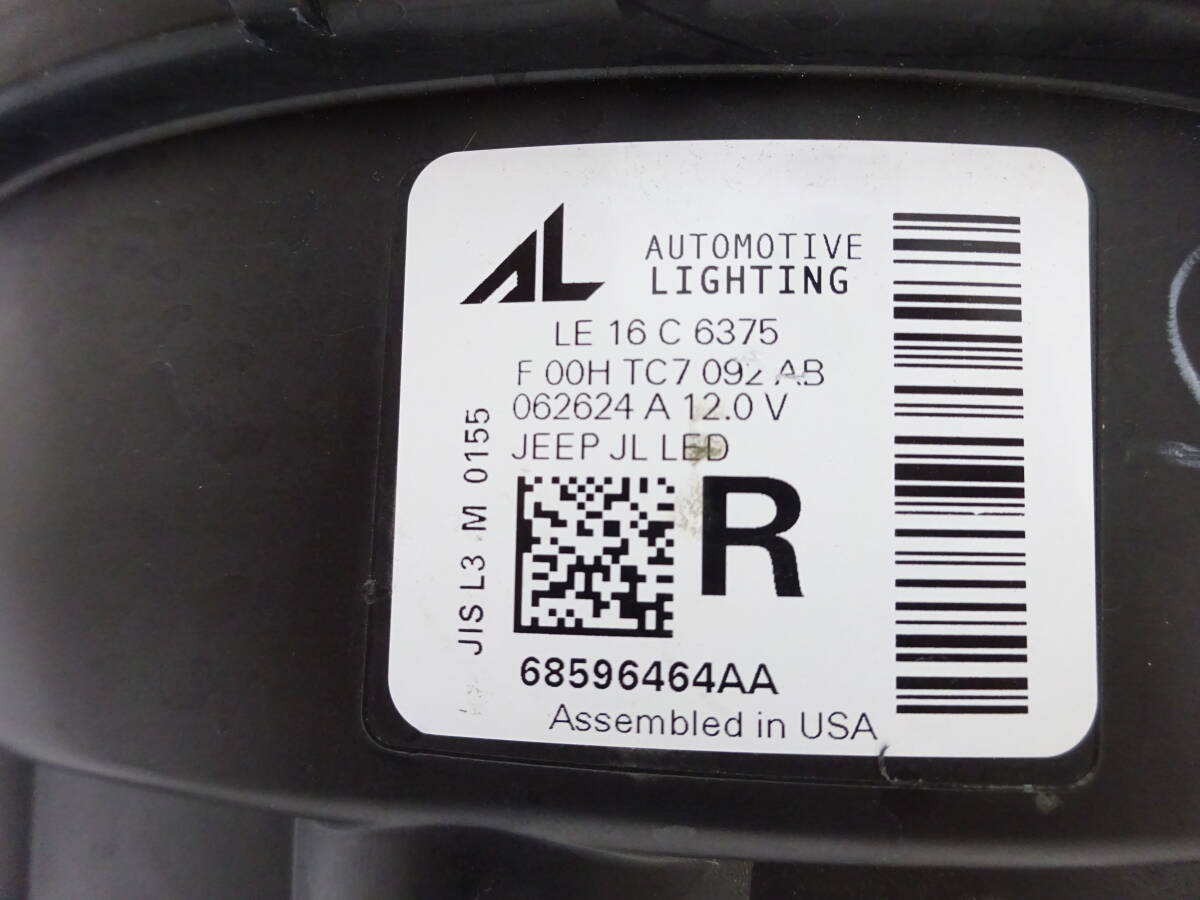 AL
AUTOMOTIVE
LIGHTING
LE 16 C 6375
F 00H TC7 092 AB
062624 A 12.0 V
JEEP JL LED
JIS L3 M 0155
R
68596464AA
Assembled in USA